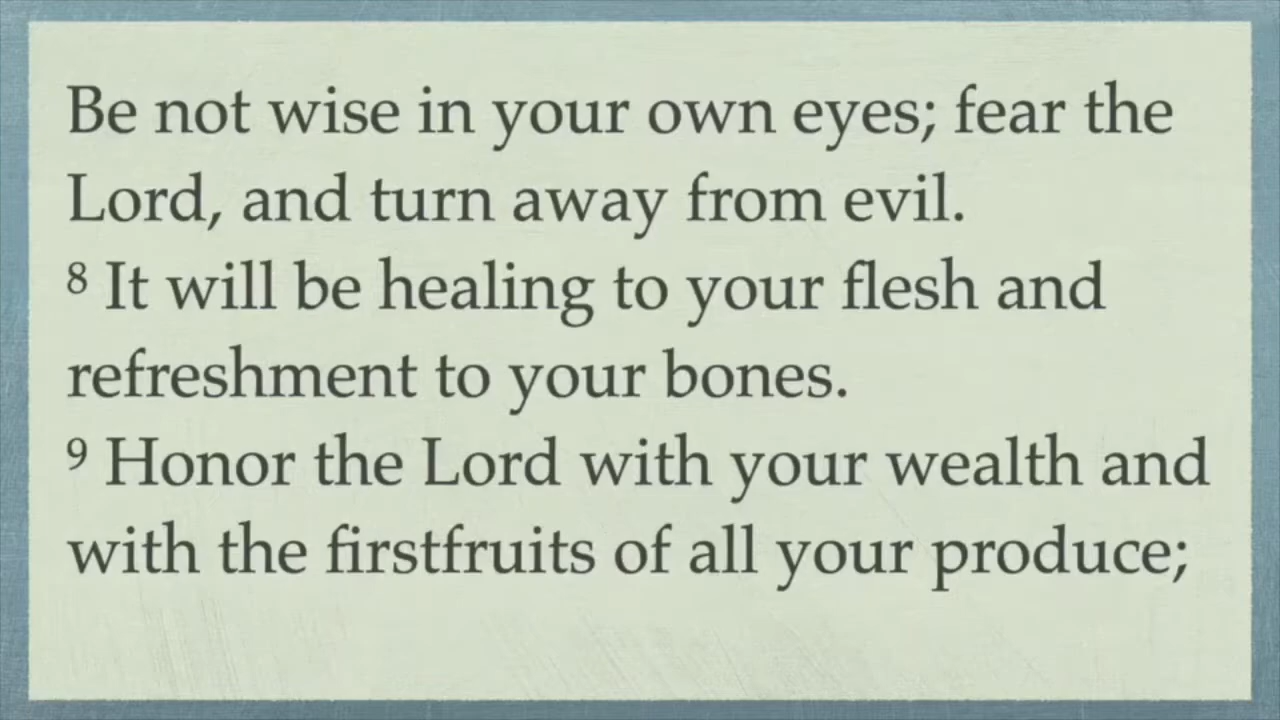 Be not wise in your own eyes; fear the
Lord, and turn away from evil.
⁸ It will be healing to your flesh and
refreshment to your bones.
⁹ Honor the Lord with your wealth and
with the firstfruits of all your produce;